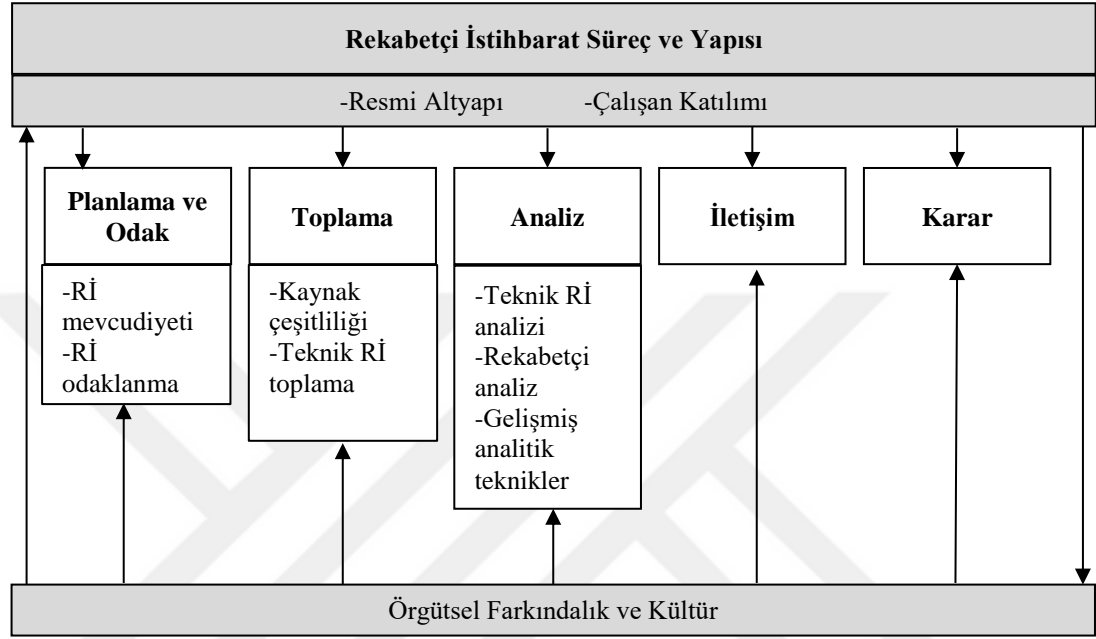 Rekabetçi İstihbarat Süreç ve Yapısı
-Resmi Altyapı -Çalışan Katılımı
Planlama ve
Odak
-Rİ
mevcudiyeti
-Rİ
odaklanma
Toplama
-Kaynak
çeşitliliği
-Teknik Rİ
toplama
Analiz
-Teknik Rİ
analizi
-Rekabetçi
analiz
-Gelişmiş
analitik
teknikler
İletişim
Karar
Örgütsel Farkındalık ve Kültür